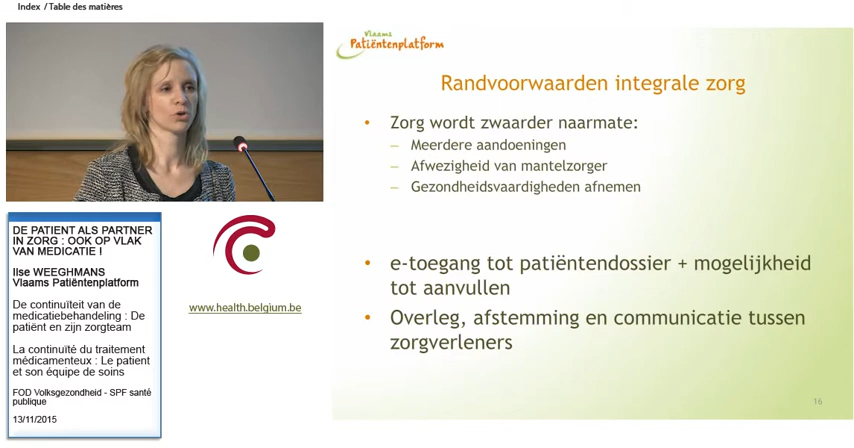 Index / Table des matières
Vlaams
Patiëntenplatform
Randvoorwaarden integrale zorg
• Zorg wordt zwaarder naarmate:
– Meerdere aandoeningen
– Afwezigheid van mantelzorger
– Gezondheidsvaardigheden afnemen
• e-toegang tot patiëntendossier + mogelijkheid
tot aanvullen
• Overleg, afstemming en communicatie tussen
zorgverleners
16
DE PATIENT ALS PARTNER
IN ZORG : OOK OP VLAK
VAN MEDICATIE !
Ilse WEEGHMANS
Vlaams Patiëntenplatform
De continuïteit van de
medicatiebehandeling : De
patiënt en zijn zorgteam
La continuïté du traitement
médicamenteux : Le patient
et son équipe de soins
FOD Volksgezondheid - SPF santé
publique
13/11/2015
www.health.belgium.be